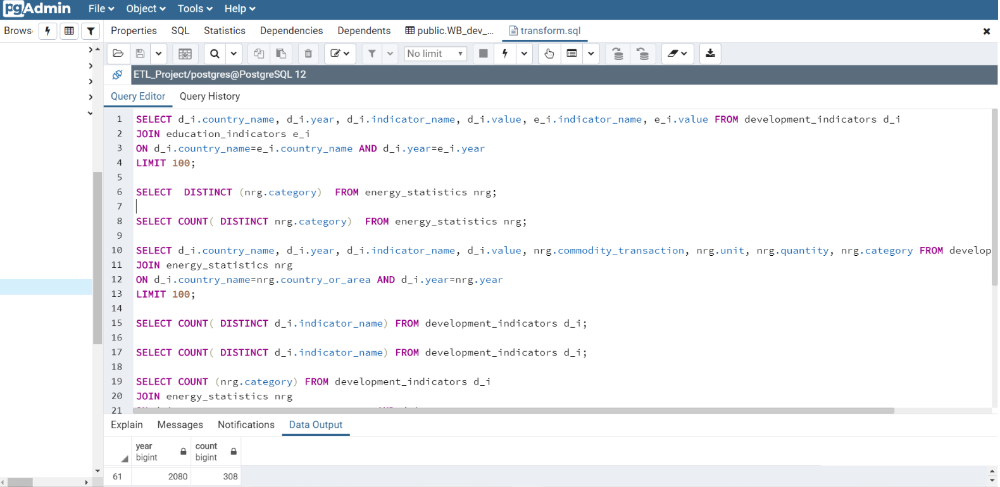 pgAdmin File Object Tools Help
Brows Properties SQL Statistics Dependencies Dependents public.WB_dev_... transform.sql
No limit
ETL_Project/postgres@PostgreSQL 12
Query Editor Query History
1 SELECT d_i.country_name, d_i.year, d_i.indicator_name, d_i.value, e_i.indicator_name, e_i.value FROM development_indicators d_i
2 JOIN education_indicators e_i
3 ON d_i.country_name=e_i.country_name AND d_i.year=e_i.year
4 LIMIT 100;
5
6 SELECT  DISTINCT (nrg.category)  FROM energy_statistics nrg;
7
8 SELECT COUNT( DISTINCT nrg.category)  FROM energy_statistics nrg;
9
10 SELECT d_i.country_name, d_i.year, d_i.indicator_name, d_i.value, nrg.commodity_transaction, nrg.unit, nrg.quantity, nrg.category FROM develop
11 JOIN energy_statistics nrg
12 ON d_i.country_name=nrg.country_or_area AND d_i.year=nrg.year
13 LIMIT 100;
14
15 SELECT COUNT( DISTINCT d_i.indicator_name) FROM development_indicators d_i;
16
17 SELECT COUNT( DISTINCT d_i.indicator_name) FROM development_indicators d_i;
18
19 SELECT COUNT (nrg.category) FROM development_indicators d_i
20 JOIN energy_statistics nrg
21
Explain Messages Notifications Data Output
year count
bigint bigint
61 2080 308